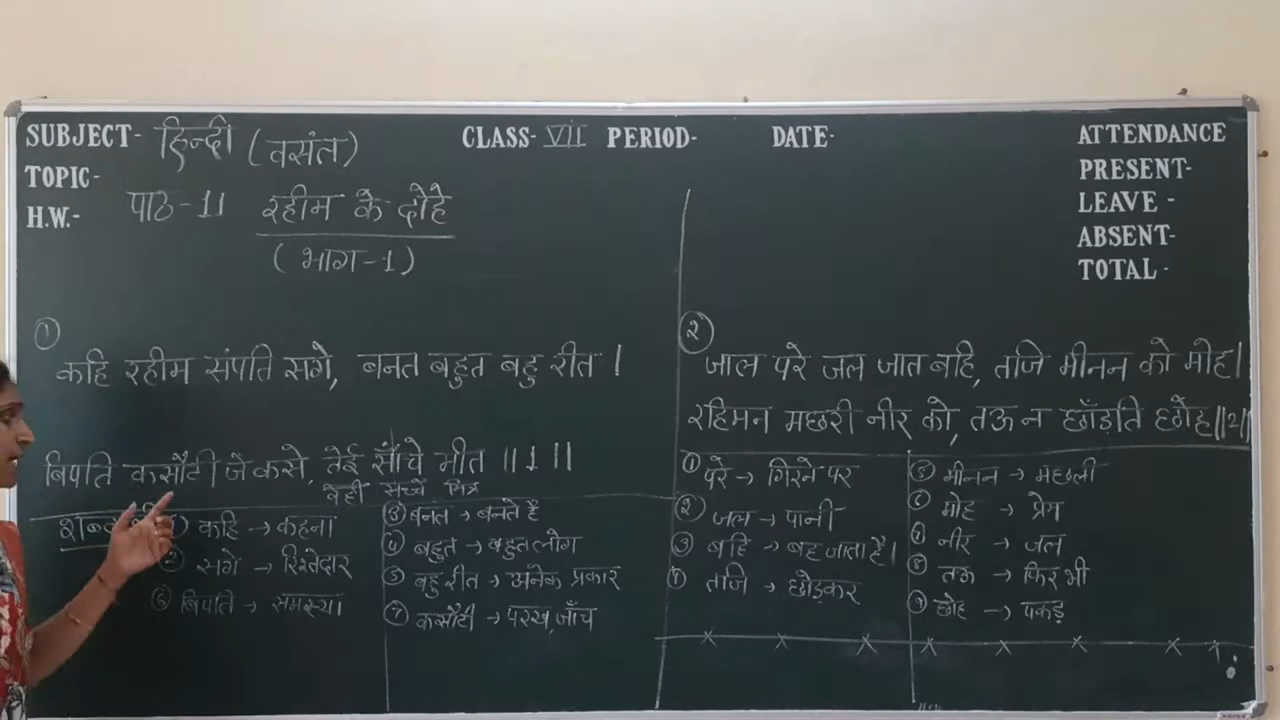 SUBJECT- हिन्दी (वसंत) CLASS- VII PERIOD- DATE- ATTENDANCE
TOPIC- PRESENT-
H.W.- पाठ-11 रहीम के दोहे LEAVE -
(भाग-1) ABSENT-
TOTAL -
①
कहि रहीम संपति सगे, बनत बहुत बहु रीत ।
बिपति कसौटी जे कसे, तेई साँचे मीत ॥1॥
वेही सच्चे मित्र
कहि → कहना
② सगे → रिश्तेदार
⑥ बिपति → समस्या
③ बनत → बनते हैं
④ बहुत → बहुत लोग
⑤ बहु रीत → अनेक प्रकार
⑦ कसौटी → परख, जाँच
②
जाल परे जल जात बहि, तजि मीनन को मोह।
रहिमन मछरी नीर को, तऊ न छाँड़ति छोह॥2॥
① परे → गिरने पर
② जल → पानी
③ बहि → बह जाता है।
④ तजि → छोड़कर
⑤ मीनन → मछली
⑥ मोह → प्रेम
⑦ नीर → जल
⑧ तऊ → फिर भी
⑨ छोह → पकड़